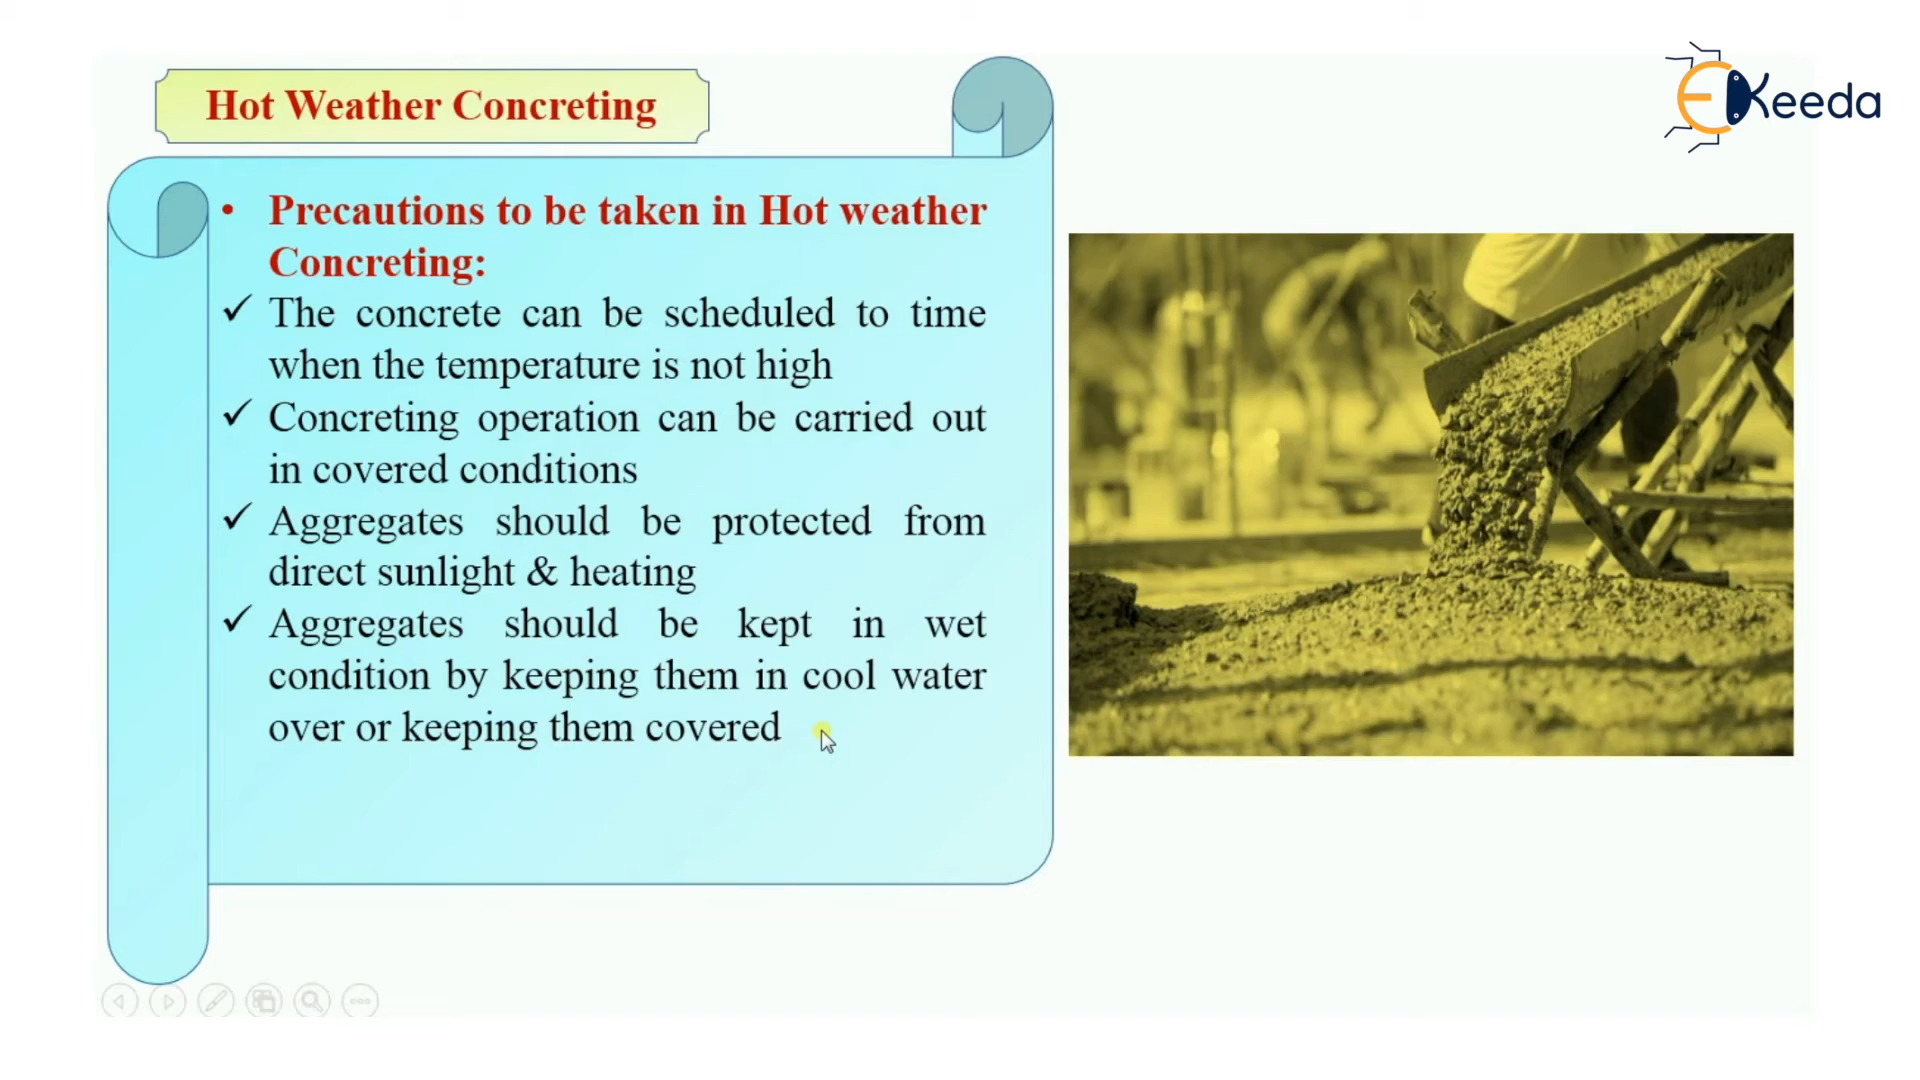 Hot Weather Concreting
EKeeda
• Precautions to be taken in Hot weather
Concreting:
✓ The concrete can be scheduled to time
when the temperature is not high
✓ Concreting operation can be carried out
in covered conditions
✓ Aggregates should be protected from
direct sunlight & heating
✓ Aggregates should be kept in wet
condition by keeping them in cool water
over or keeping them covered